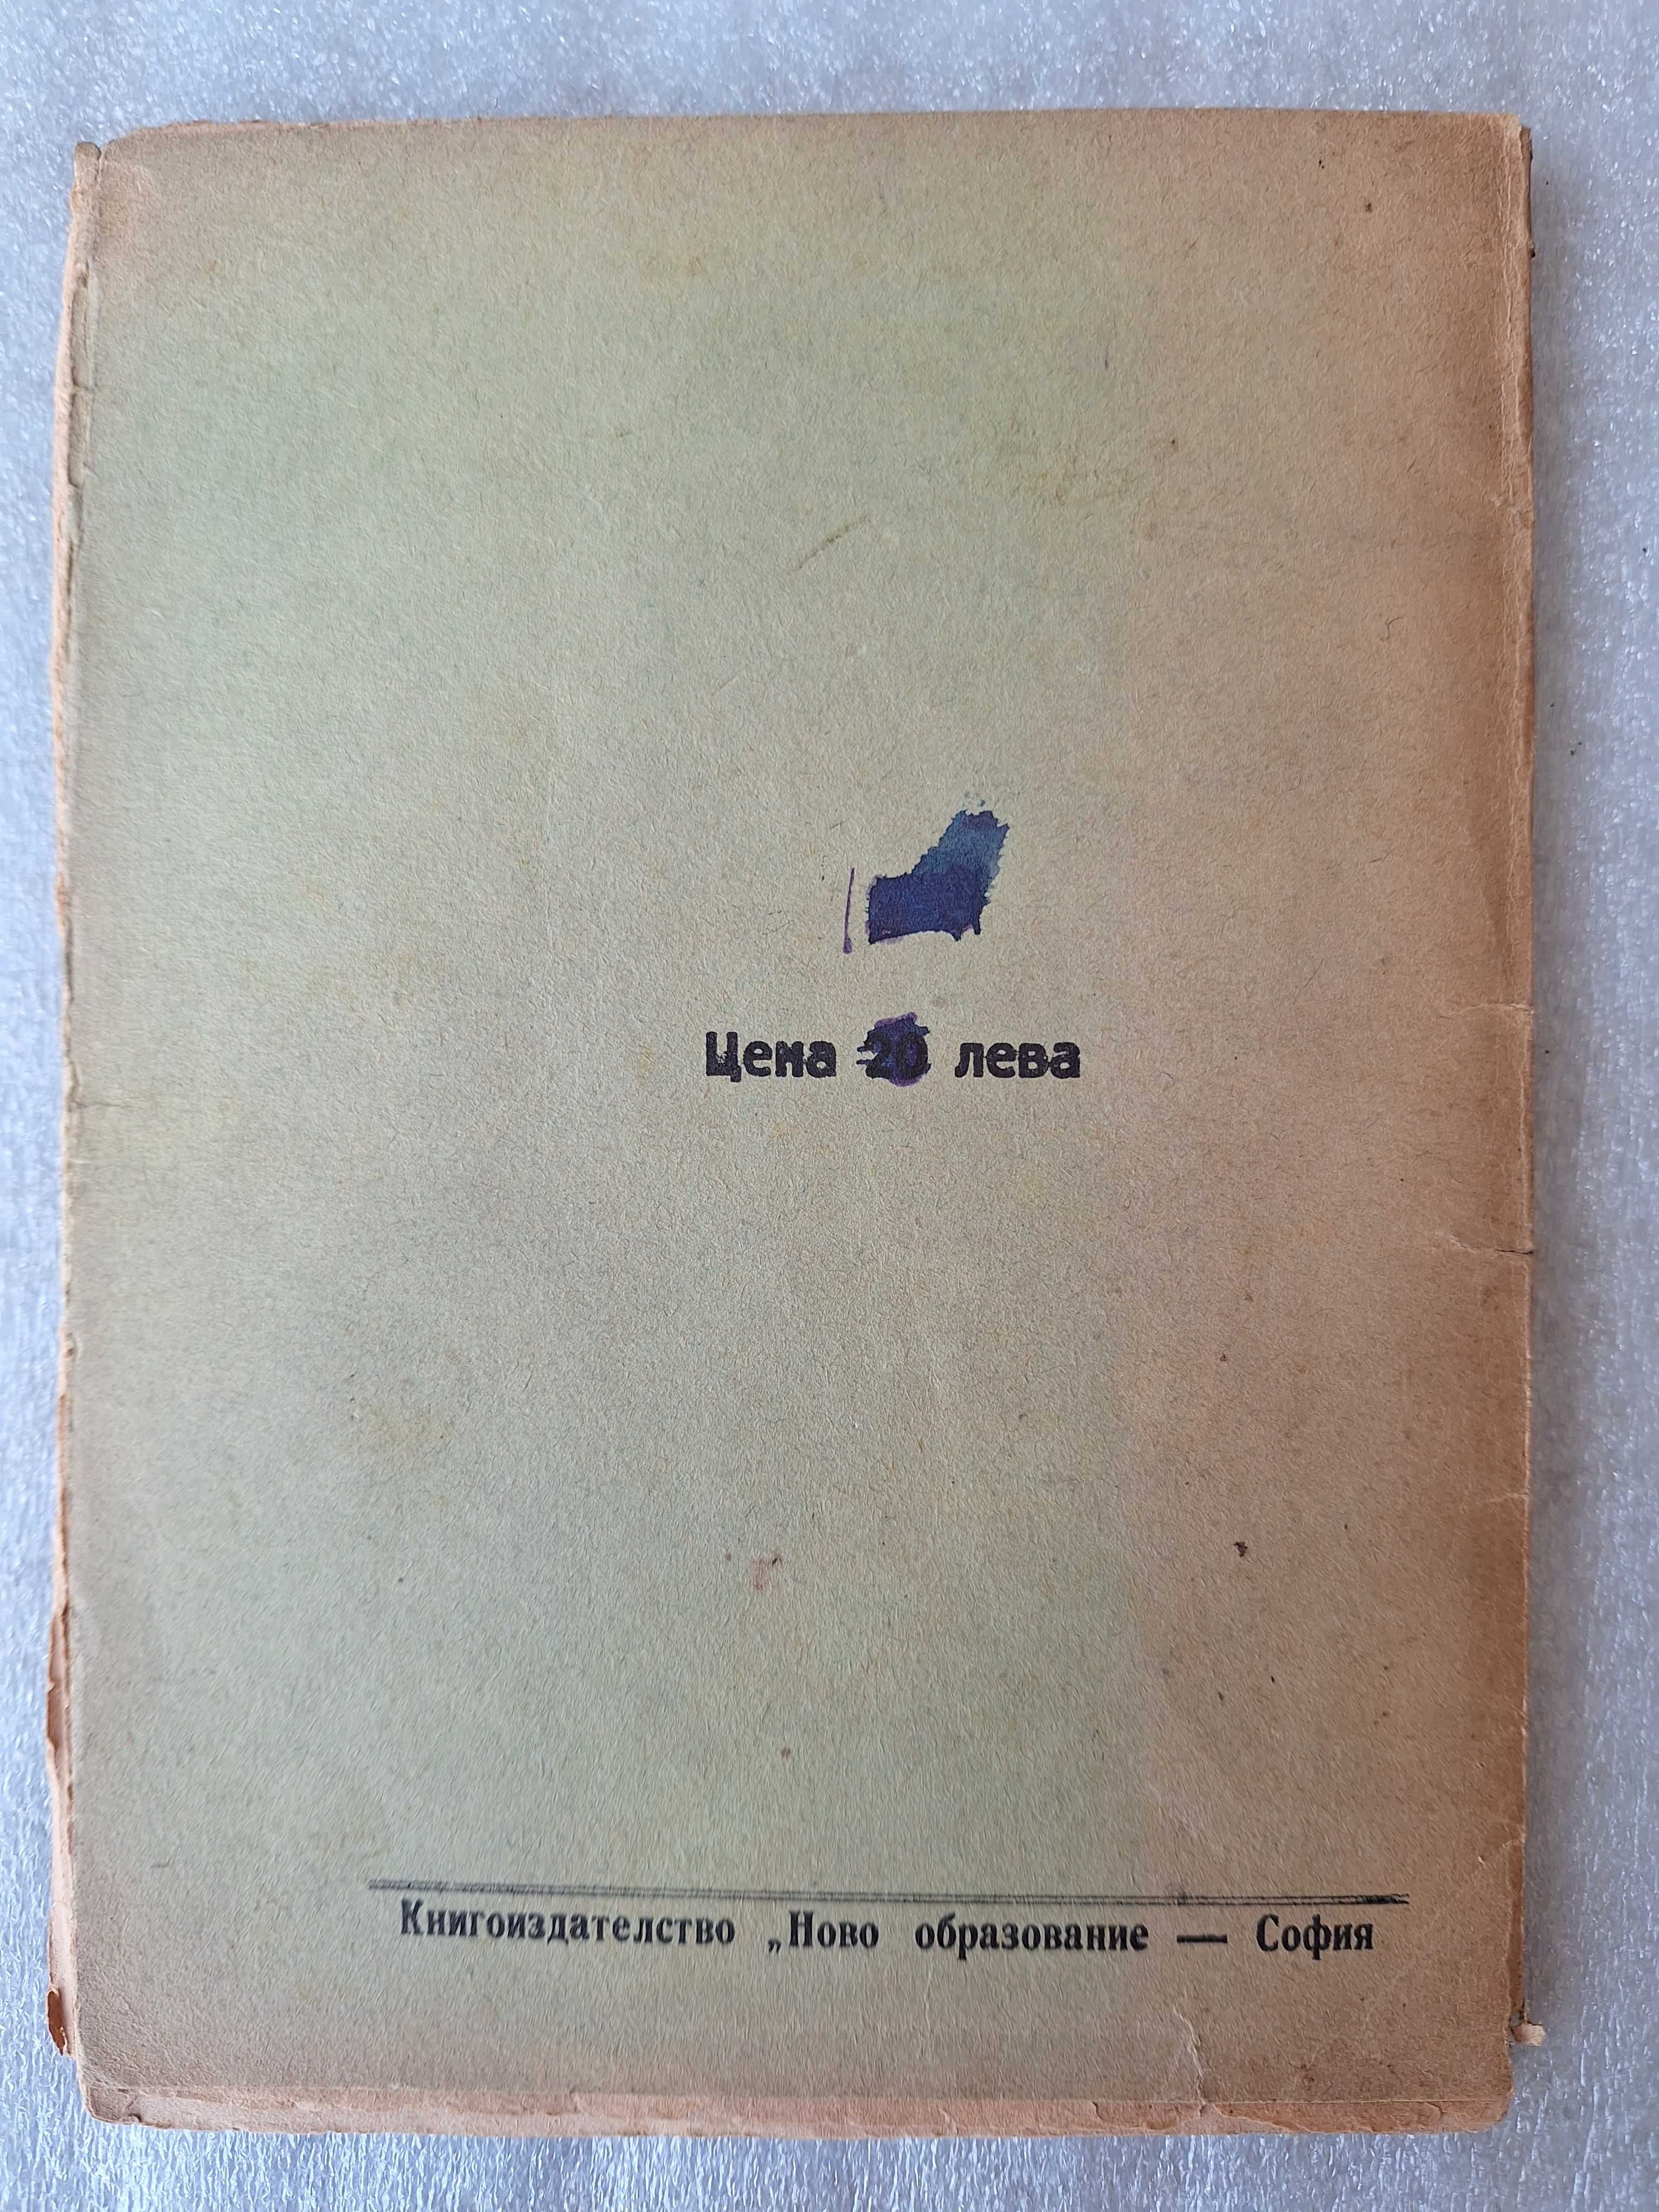 Цена 20 лева
Книгоиздателство „Ново образование — София